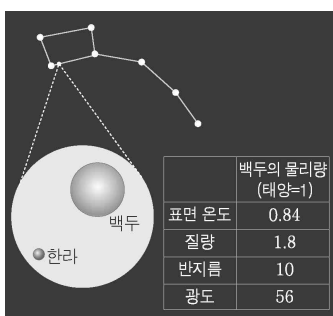 백두
한라
백두의 물리량
(태양=1)
표면 온도 0.84
질량 1.8
반지름 10
광도 56